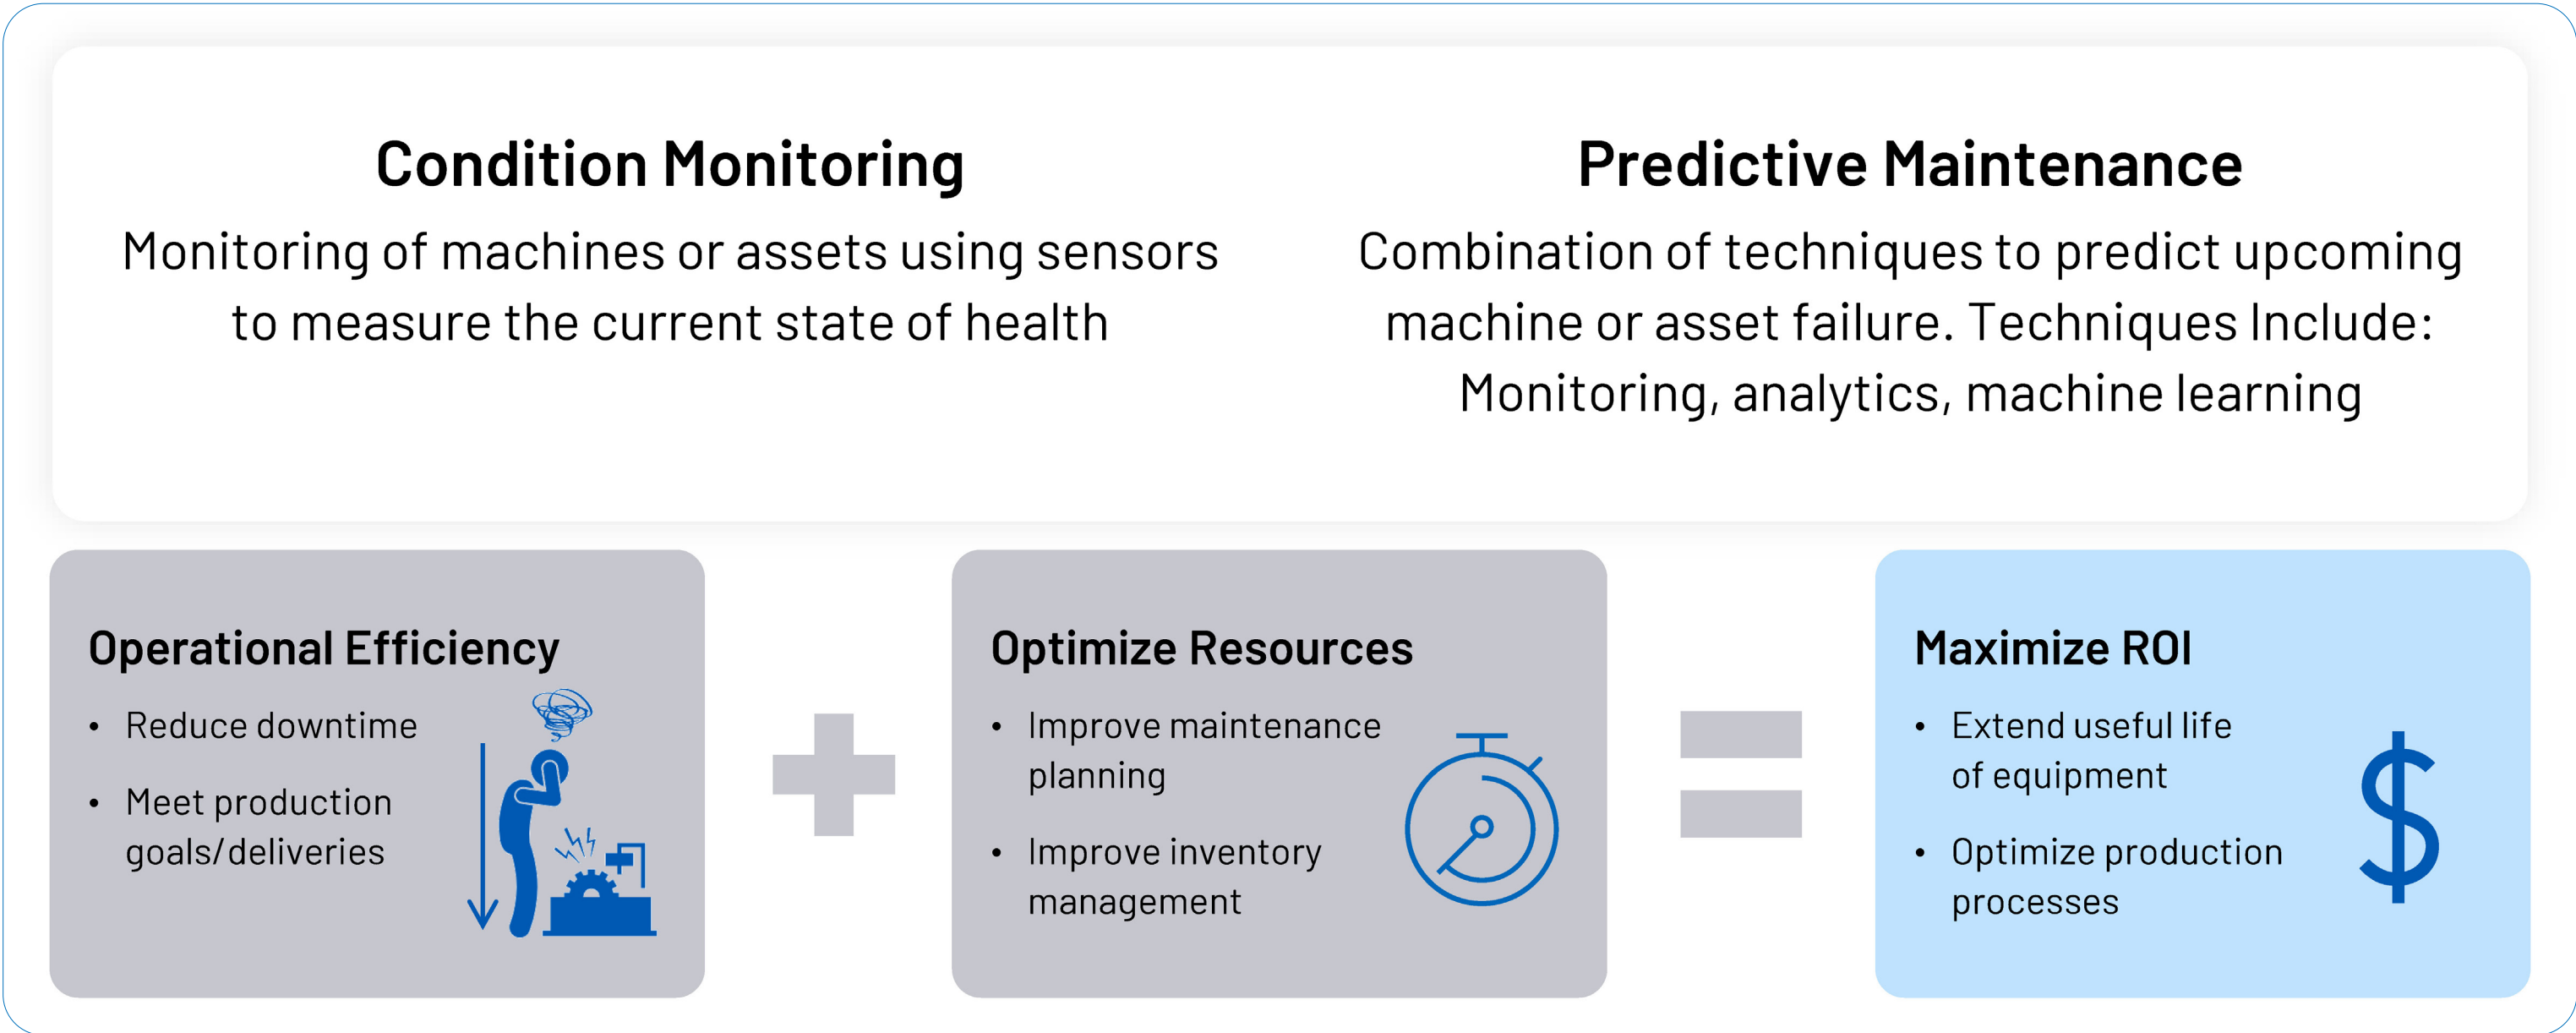 Condition Monitoring
Monitoring of machines or assets using sensors
to measure the current state of health
Predictive Maintenance
Combination of techniques to predict upcoming
machine or asset failure. Techniques Include:
Monitoring, analytics, machine learning
Operational Efficiency
• Reduce downtime
• Meet production
goals/deliveries
Optimize Resources
• Improve maintenance
planning
• Improve inventory
management
Maximize ROI
• Extend useful life
of equipment
• Optimize production
processes